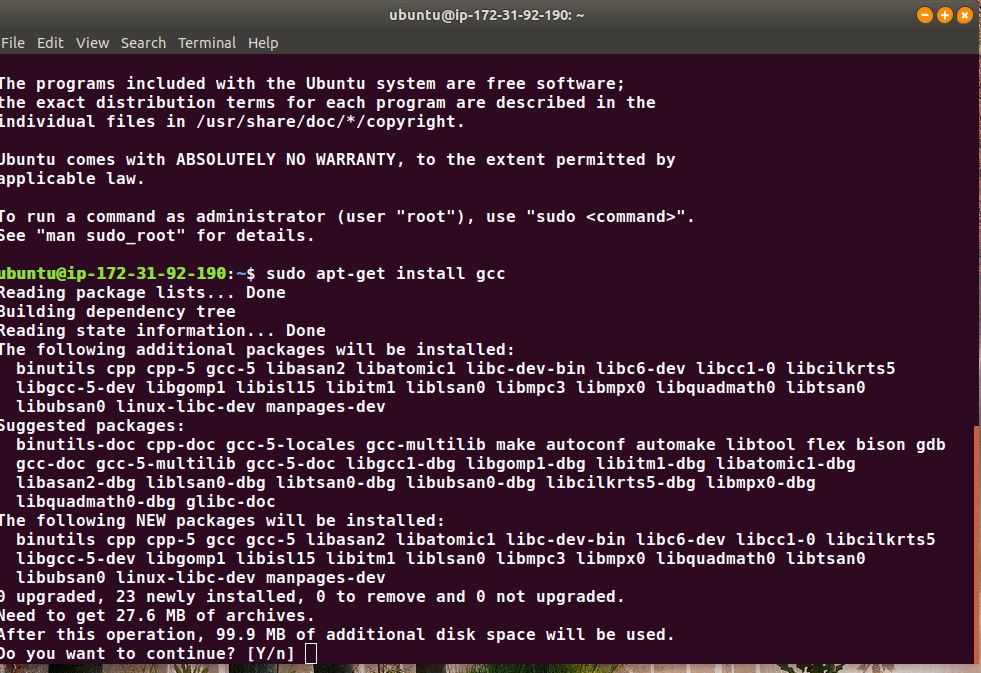 ubuntu@ip-172-31-92-190: ~
File Edit View Search Terminal Help
The programs included with the Ubuntu system are free software;
the exact distribution terms for each program are described in the
individual files in /usr/share/doc/*/copyright.
Ubuntu comes with ABSOLUTELY NO WARRANTY, to the extent permitted by
applicable law.
To run a command as administrator (user "root"), use "sudo <command>".
See "man sudo_root" for details.
ubuntu@ip-172-31-92-190:~$ sudo apt-get install gcc
Reading package lists... Done
Building dependency tree
Reading state information... Done
The following additional packages will be installed:
binutils cpp cpp-5 gcc-5 libasan2 libatomic1 libc-dev-bin libc6-dev libcc1-0 libcilkrts5
libgcc-5-dev libgomp1 libisl15 libitm1 liblsan0 libmpc3 libmpx0 libquadmath0 libtsan0
libubsan0 linux-libc-dev manpages-dev
Suggested packages:
binutils-doc cpp-doc gcc-5-locales gcc-multilib make autoconf automake libtool flex bison gdb
gcc-doc gcc-5-multilib gcc-5-doc libgcc1-dbg libgomp1-dbg libitm1-dbg libatomic1-dbg
libasan2-dbg liblsan0-dbg libtsan0-dbg libubsan0-dbg libcilkrts5-dbg libmpx0-dbg
libquadmath0-dbg glibc-doc
The following NEW packages will be installed:
binutils cpp cpp-5 gcc gcc-5 libasan2 libatomic1 libc-dev-bin libc6-dev libcc1-0 libcilkrts5
libgcc-5-dev libgomp1 libisl15 libitm1 liblsan0 libmpc3 libmpx0 libquadmath0 libtsan0
libubsan0 linux-libc-dev manpages-dev
0 upgraded, 23 newly installed, 0 to remove and 0 not upgraded.
Need to get 27.6 MB of archives.
After this operation, 99.9 MB of additional disk space will be used.
Do you want to continue? [Y/n]